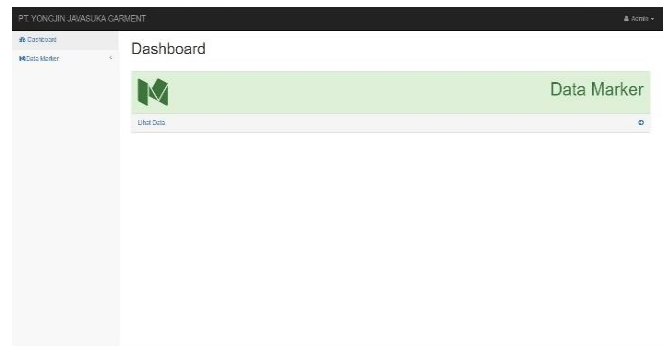 PT. YONGJIN JAVASUKA GARMENT
Admin
Dashboard
Data Marker
Dashboard
Data Marker
Lihat Data